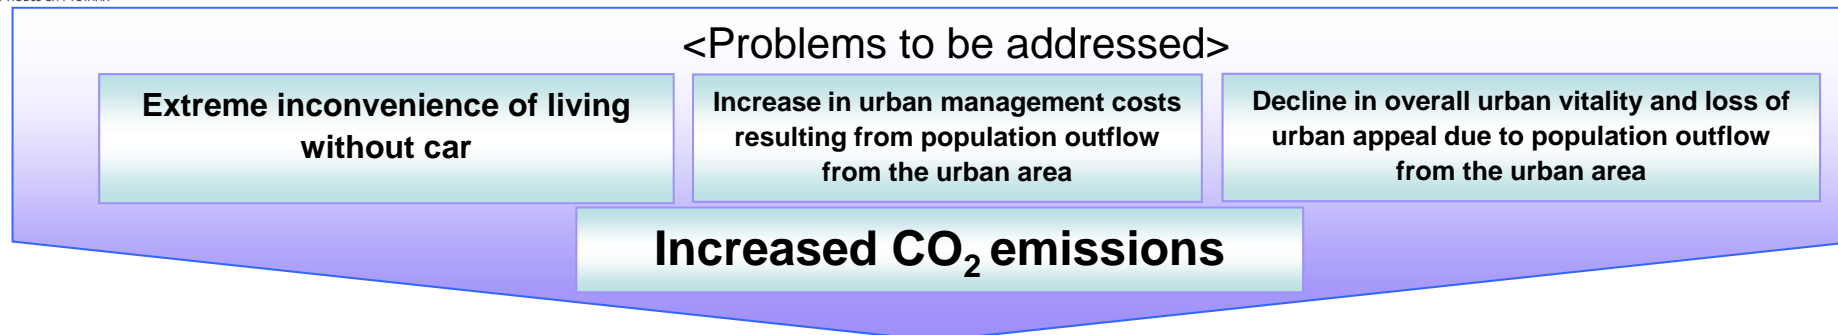 <Problems to be addressed>
Extreme inconvenience of living
without car
Increase in urban management costs
resulting from population outflow
from the urban area
Decline in overall urban vitality and loss of
urban appeal due to population outflow
from the urban area
Increased CO₂ emissions